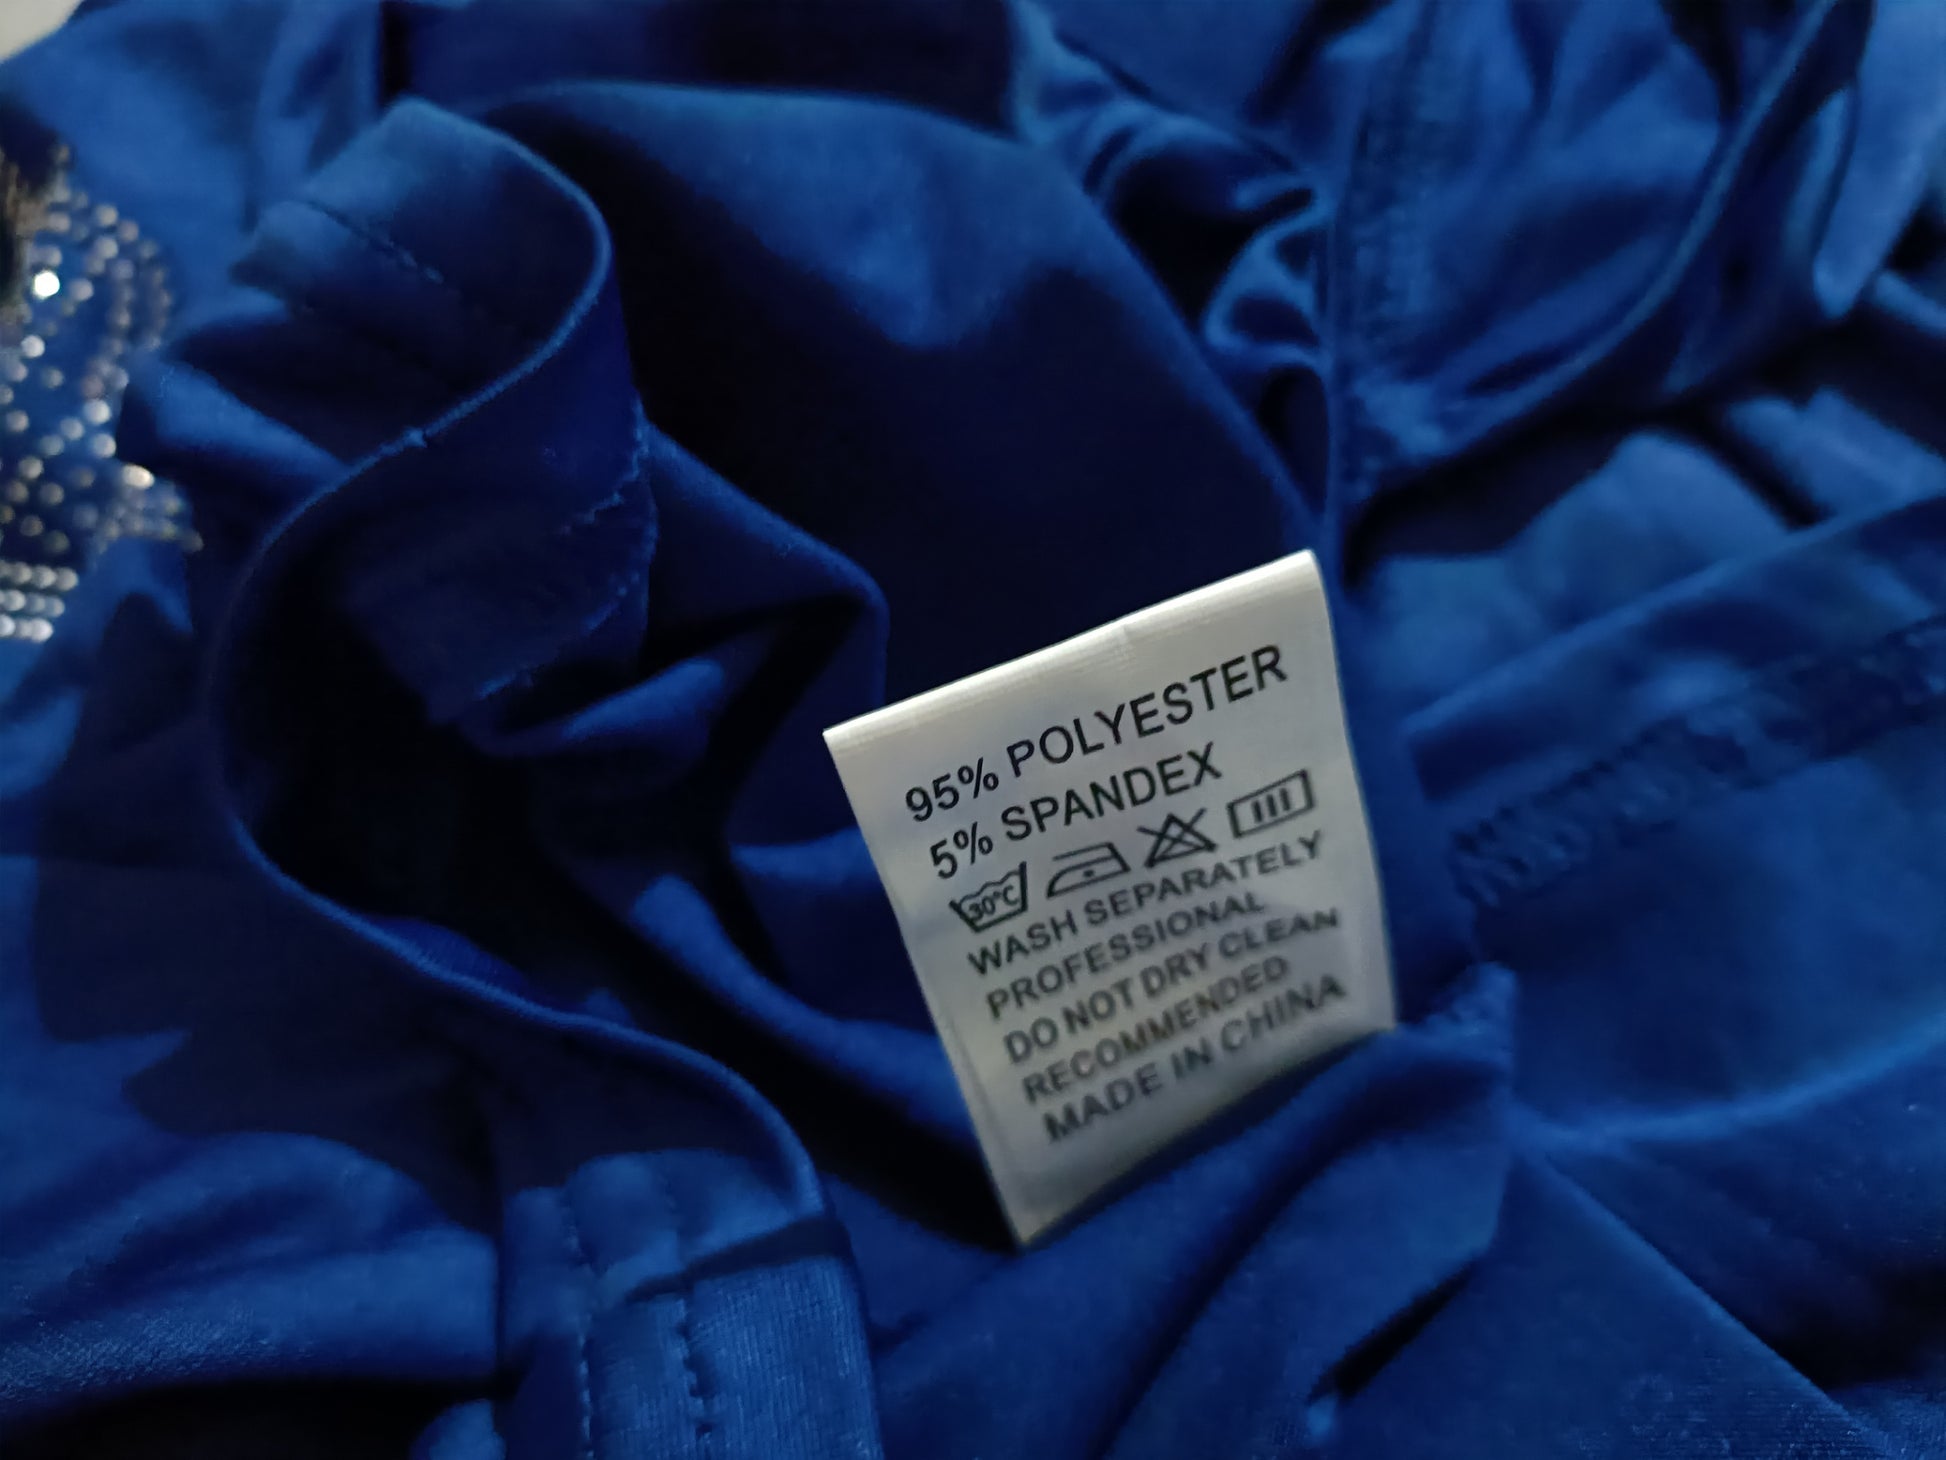 95% POLYESTER
5% SPANDEX
30°C
WASH SEPARATELY
PROFESSIONAL
DO NOT DRY CLEAN
RECOMMENDED
MADE IN CHINA